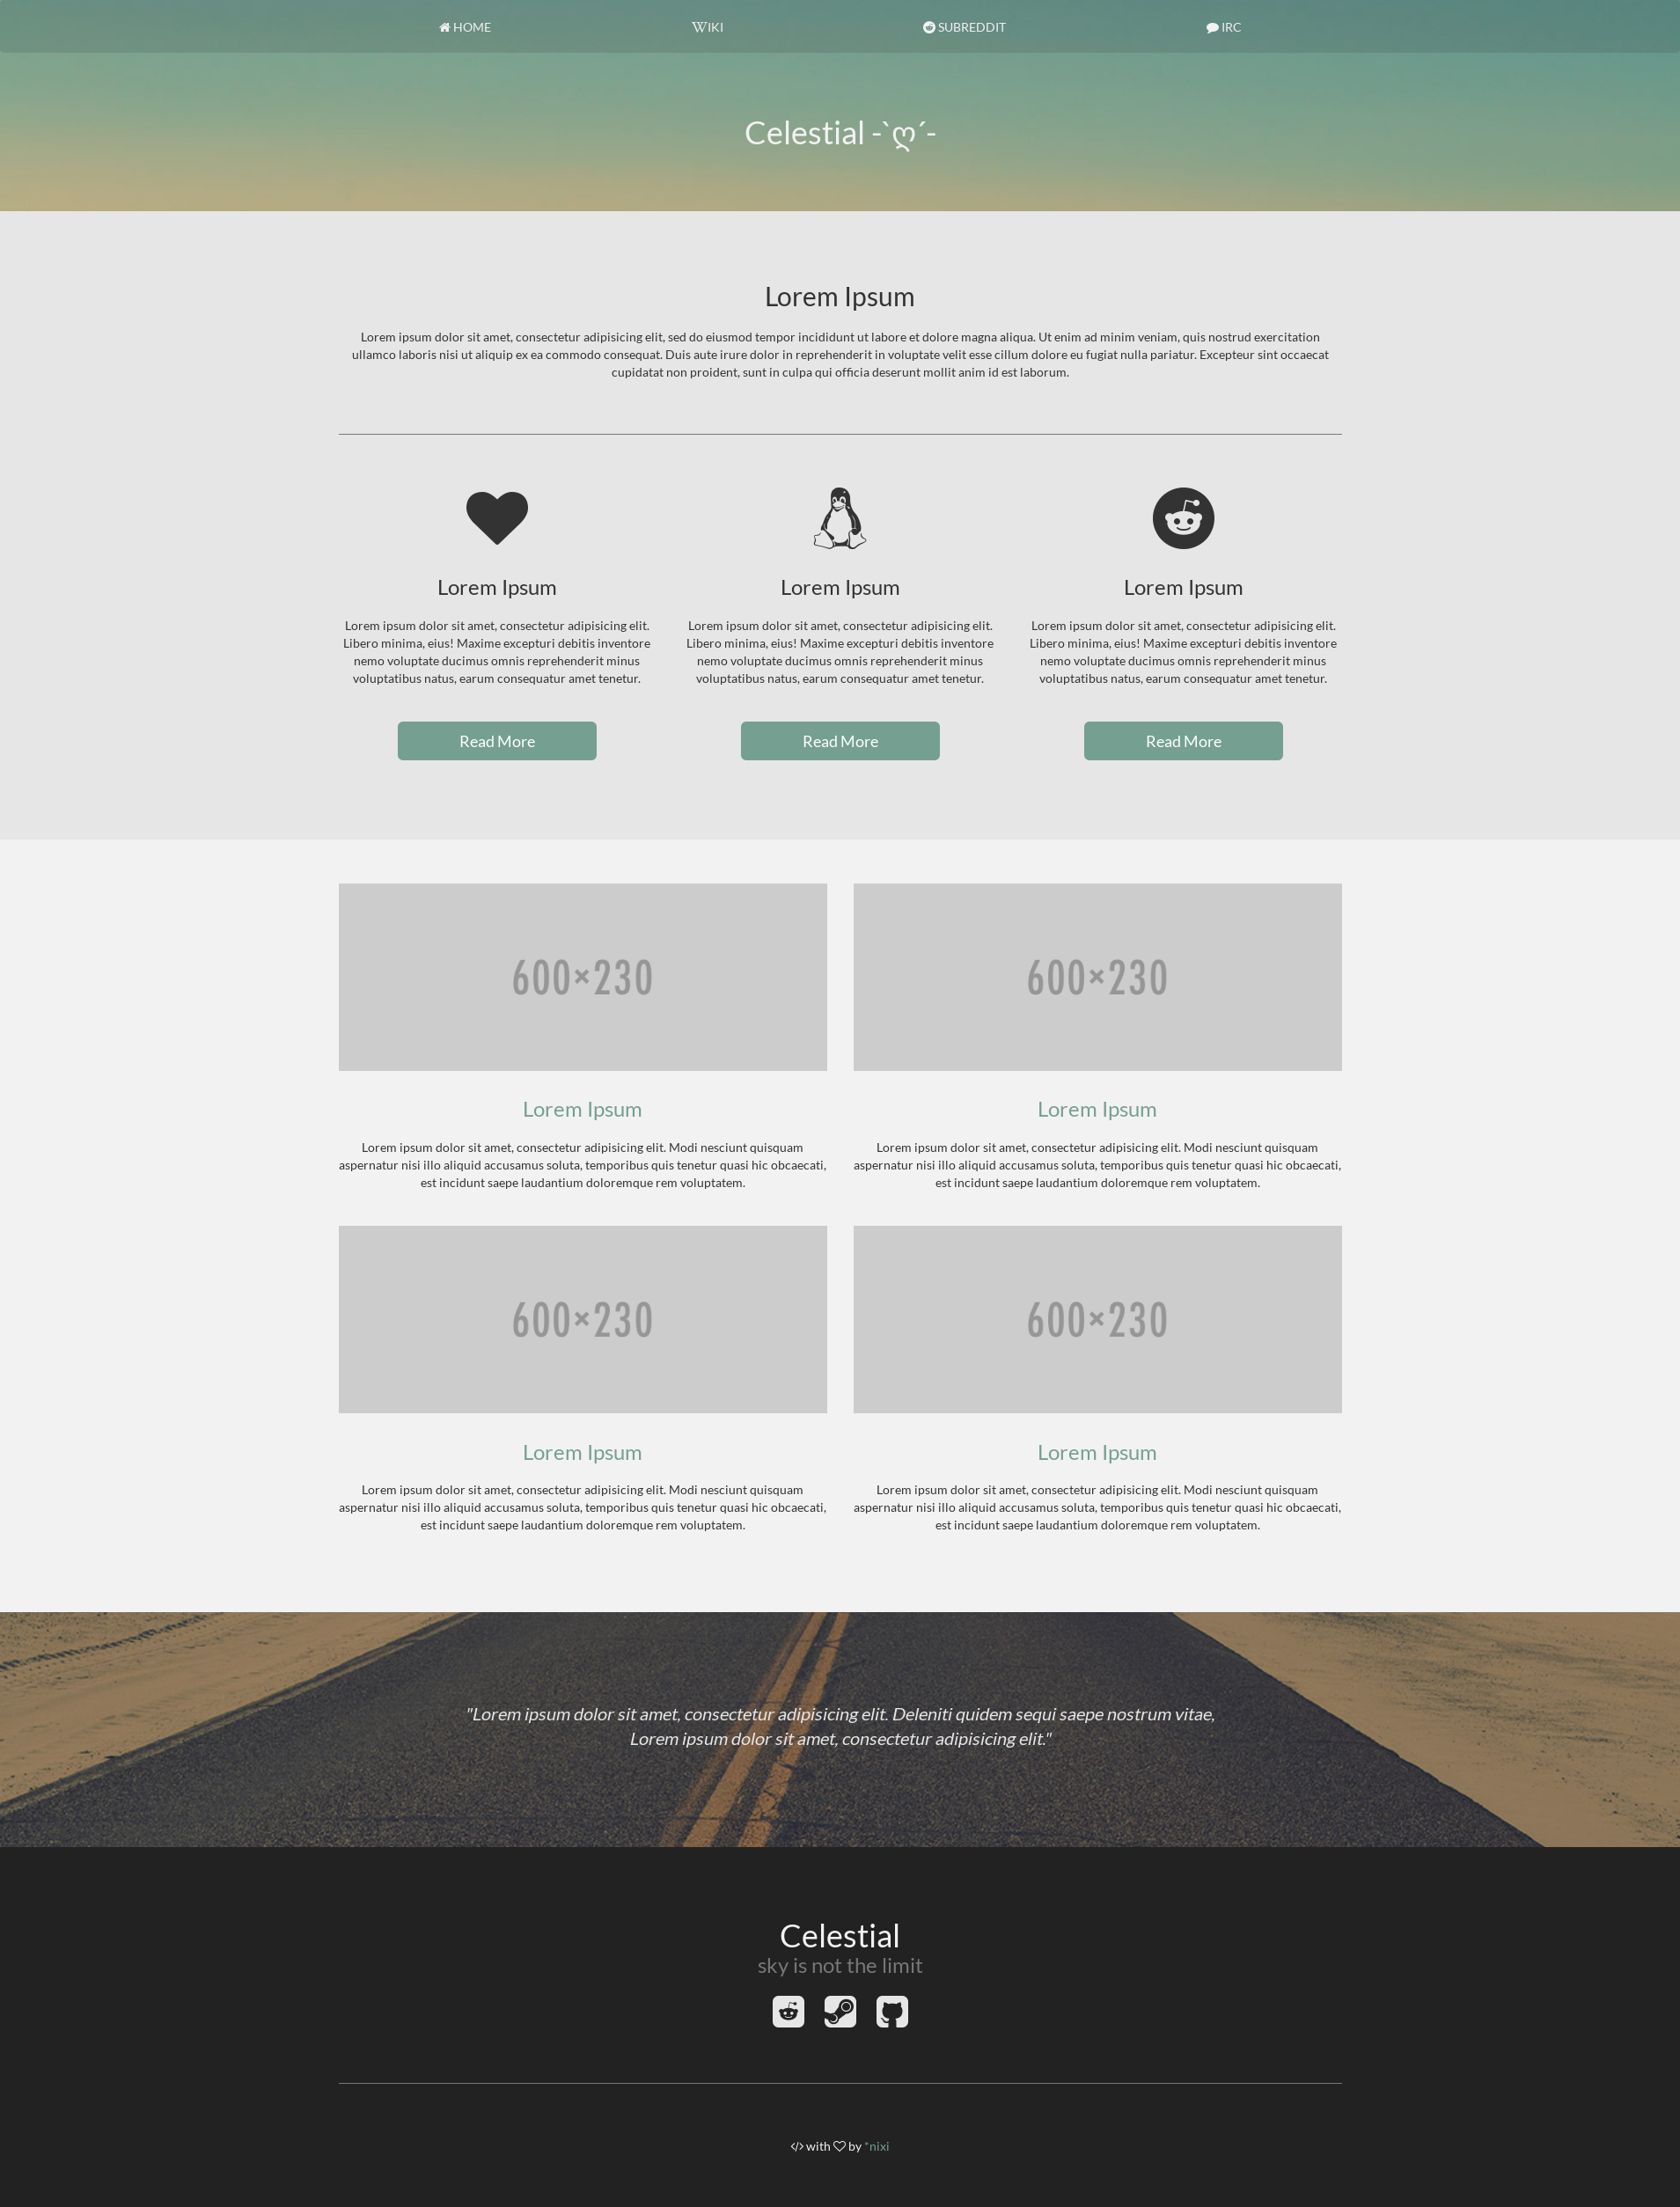 HOME WIKI SUBREDDIT IRC
Celestial -`ღ´-
Lorem Ipsum
Lorem ipsum dolor sit amet, consectetur adipisicing elit, sed do eiusmod tempor incididunt ut labore et dolore magna aliqua. Ut enim ad minim veniam, quis nostrud exercitation
ullamco laboris nisi ut aliquip ex ea commodo consequat. Duis aute irure dolor in reprehenderit in voluptate velit esse cillum dolore eu fugiat nulla pariatur. Excepteur sint occaecat
cupidatat non proident, sunt in culpa qui officia deserunt mollit anim id est laborum.
Lorem Ipsum
Lorem ipsum dolor sit amet, consectetur adipisicing elit.
Libero minima, eius! Maxime excepturi debitis inventore
nemo voluptate ducimus omnis reprehenderit minus
voluptatibus natus, earum consequatur amet tenetur.
Read More
Lorem Ipsum
Lorem ipsum dolor sit amet, consectetur adipisicing elit.
Libero minima, eius! Maxime excepturi debitis inventore
nemo voluptate ducimus omnis reprehenderit minus
voluptatibus natus, earum consequatur amet tenetur.
Read More
Lorem Ipsum
Lorem ipsum dolor sit amet, consectetur adipisicing elit.
Libero minima, eius! Maxime excepturi debitis inventore
nemo voluptate ducimus omnis reprehenderit minus
voluptatibus natus, earum consequatur amet tenetur.
Read More
600×230
Lorem Ipsum
Lorem ipsum dolor sit amet, consectetur adipisicing elit. Modi nesciunt quisquam
aspernatur nisi illo aliquid accusamus soluta, temporibus quis tenetur quasi hic obcaecati,
est incidunt saepe laudantium doloremque rem voluptatem.
600×230
Lorem Ipsum
Lorem ipsum dolor sit amet, consectetur adipisicing elit. Modi nesciunt quisquam
aspernatur nisi illo aliquid accusamus soluta, temporibus quis tenetur quasi hic obcaecati,
est incidunt saepe laudantium doloremque rem voluptatem.
600×230
Lorem Ipsum
Lorem ipsum dolor sit amet, consectetur adipisicing elit. Modi nesciunt quisquam
aspernatur nisi illo aliquid accusamus soluta, temporibus quis tenetur quasi hic obcaecati,
est incidunt saepe laudantium doloremque rem voluptatem.
600×230
Lorem Ipsum
Lorem ipsum dolor sit amet, consectetur adipisicing elit. Modi nesciunt quisquam
aspernatur nisi illo aliquid accusamus soluta, temporibus quis tenetur quasi hic obcaecati,
est incidunt saepe laudantium doloremque rem voluptatem.
"Lorem ipsum dolor sit amet, consectetur adipisicing elit. Deleniti quidem sequi saepe nostrum vitae,
Lorem ipsum dolor sit amet, consectetur adipisicing elit."
Celestial
sky is not the limit
</> with ♡ by *nixi